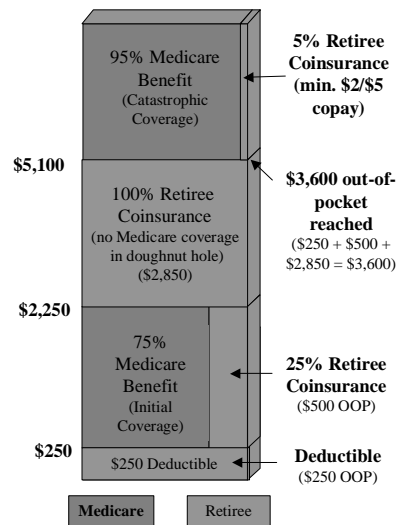 95% Medicare
Benefit
(Catastrophic
Coverage)
5% Retiree
Coinsurance
(min. $2/$5
copay)
$5,100
100% Retiree
Coinsurance
(no Medicare coverage
in doughnut hole)
($2,850)
$3,600 out-of-
pocket
reached
($250 + $500 +
$2,850 = $3,600)
$2,250
75%
Medicare
Benefit
(Initial
Coverage)
25% Retiree
Coinsurance
($500 OOP)
$250
$250 Deductible
Deductible
($250 OOP)
Medicare
Retiree